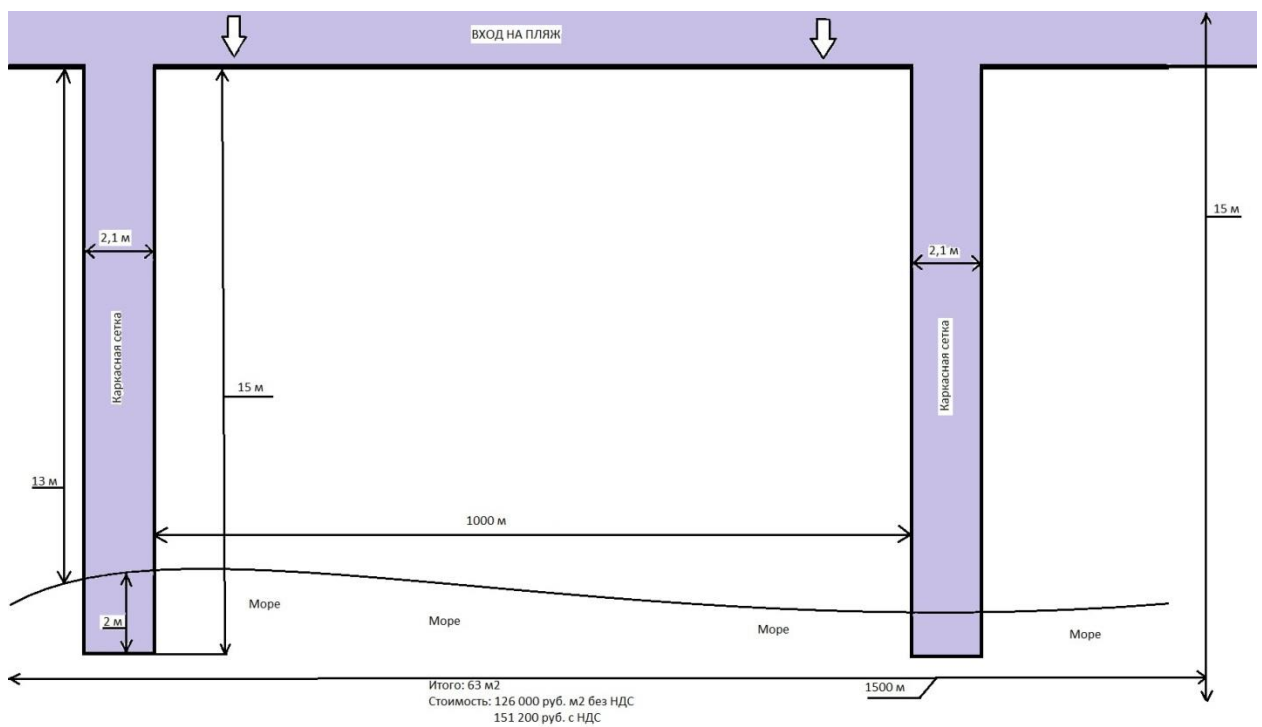 ВХОД НА ПЛЯЖ
15 м
2,1 м
2,1 м
Каркасная сетка
Каркасная сетка
15 м
13 м
1000 м
Море
2 м
Море
Море
Море
Итого: 63 м2
1500 м
Стоимость: 126 000 руб. м2 без НДС
151 200 руб. с НДС